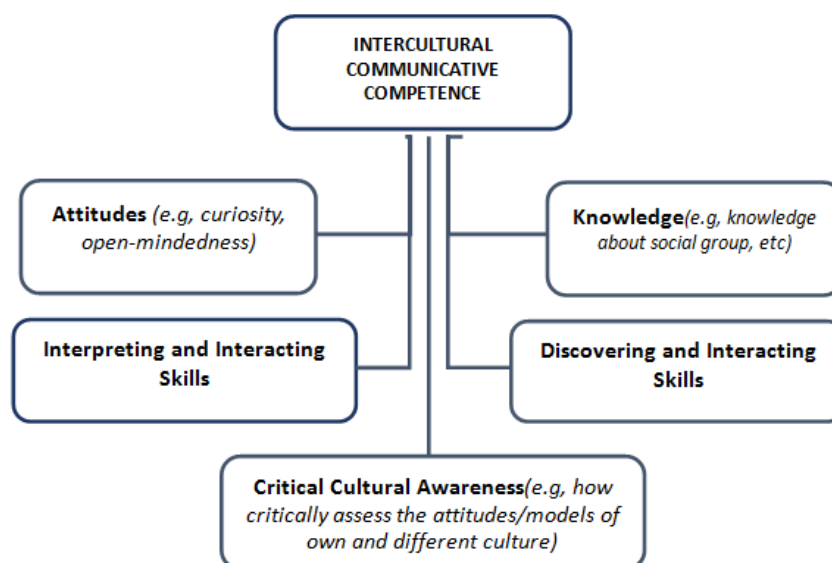 INTERCULTURAL
COMMUNICATIVE
COMPETENCE
Attitudes (e.g, curiosity,
open-mindedness)
Knowledge(e.g, knowledge
about social group, etc)
Interpreting and Interacting
Skills
Discovering and Interacting
Skills
Critical Cultural Awareness(e.g, how
critically assess the attitudes/models of
own and different culture)